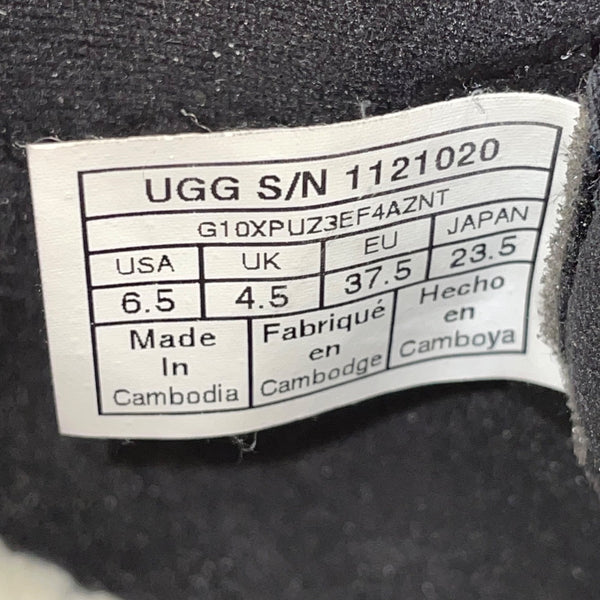 UGG S/N 1121020
G10XPUZ3EF4AZNT
USA UK EU JAPAN
6.5 4.5 37.5 23.5
Made In Cambodia
Fabriqué en Cambodge
Hecho en Camboya